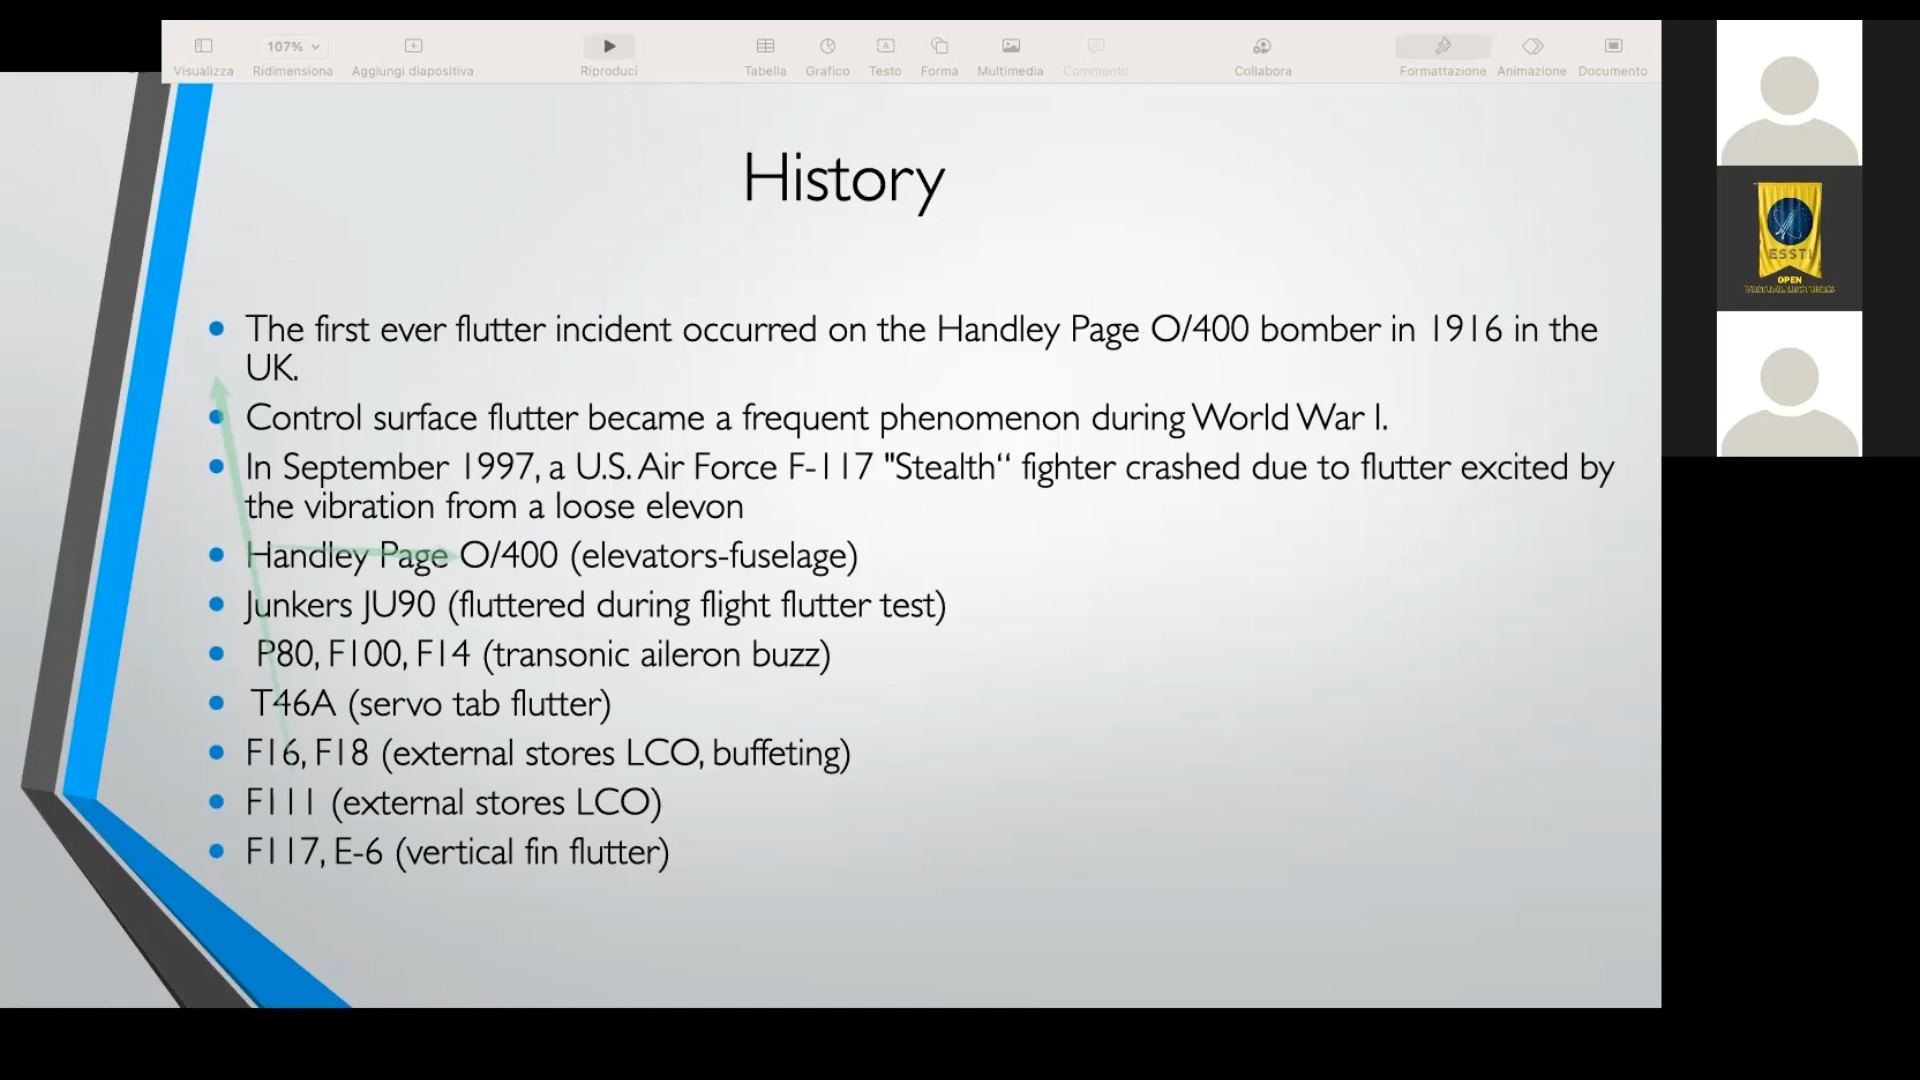 107%
Visualizza Ridimensiona Aggiungi diapositiva Riproduci Tabella Grafico Testo Forma Multimedia Commento Collabora Formattazione Animazione Documento
History
The first ever flutter incident occurred on the Handley Page O/400 bomber in 1916 in the
UK.
Control surface flutter became a frequent phenomenon during World War I.
In September 1997, a U.S. Air Force F-117 "Stealth“ fighter crashed due to flutter excited by
the vibration from a loose elevon
Handley Page O/400 (elevators-fuselage)
Junkers JU90 (fluttered during flight flutter test)
P80, F100, F14 (transonic aileron buzz)
T46A (servo tab flutter)
F16, F18 (external stores LCO, buffeting)
F111 (external stores LCO)
F117, E-6 (vertical fin flutter)
ESSTI
OPEN
VIRTUAL LECTURES